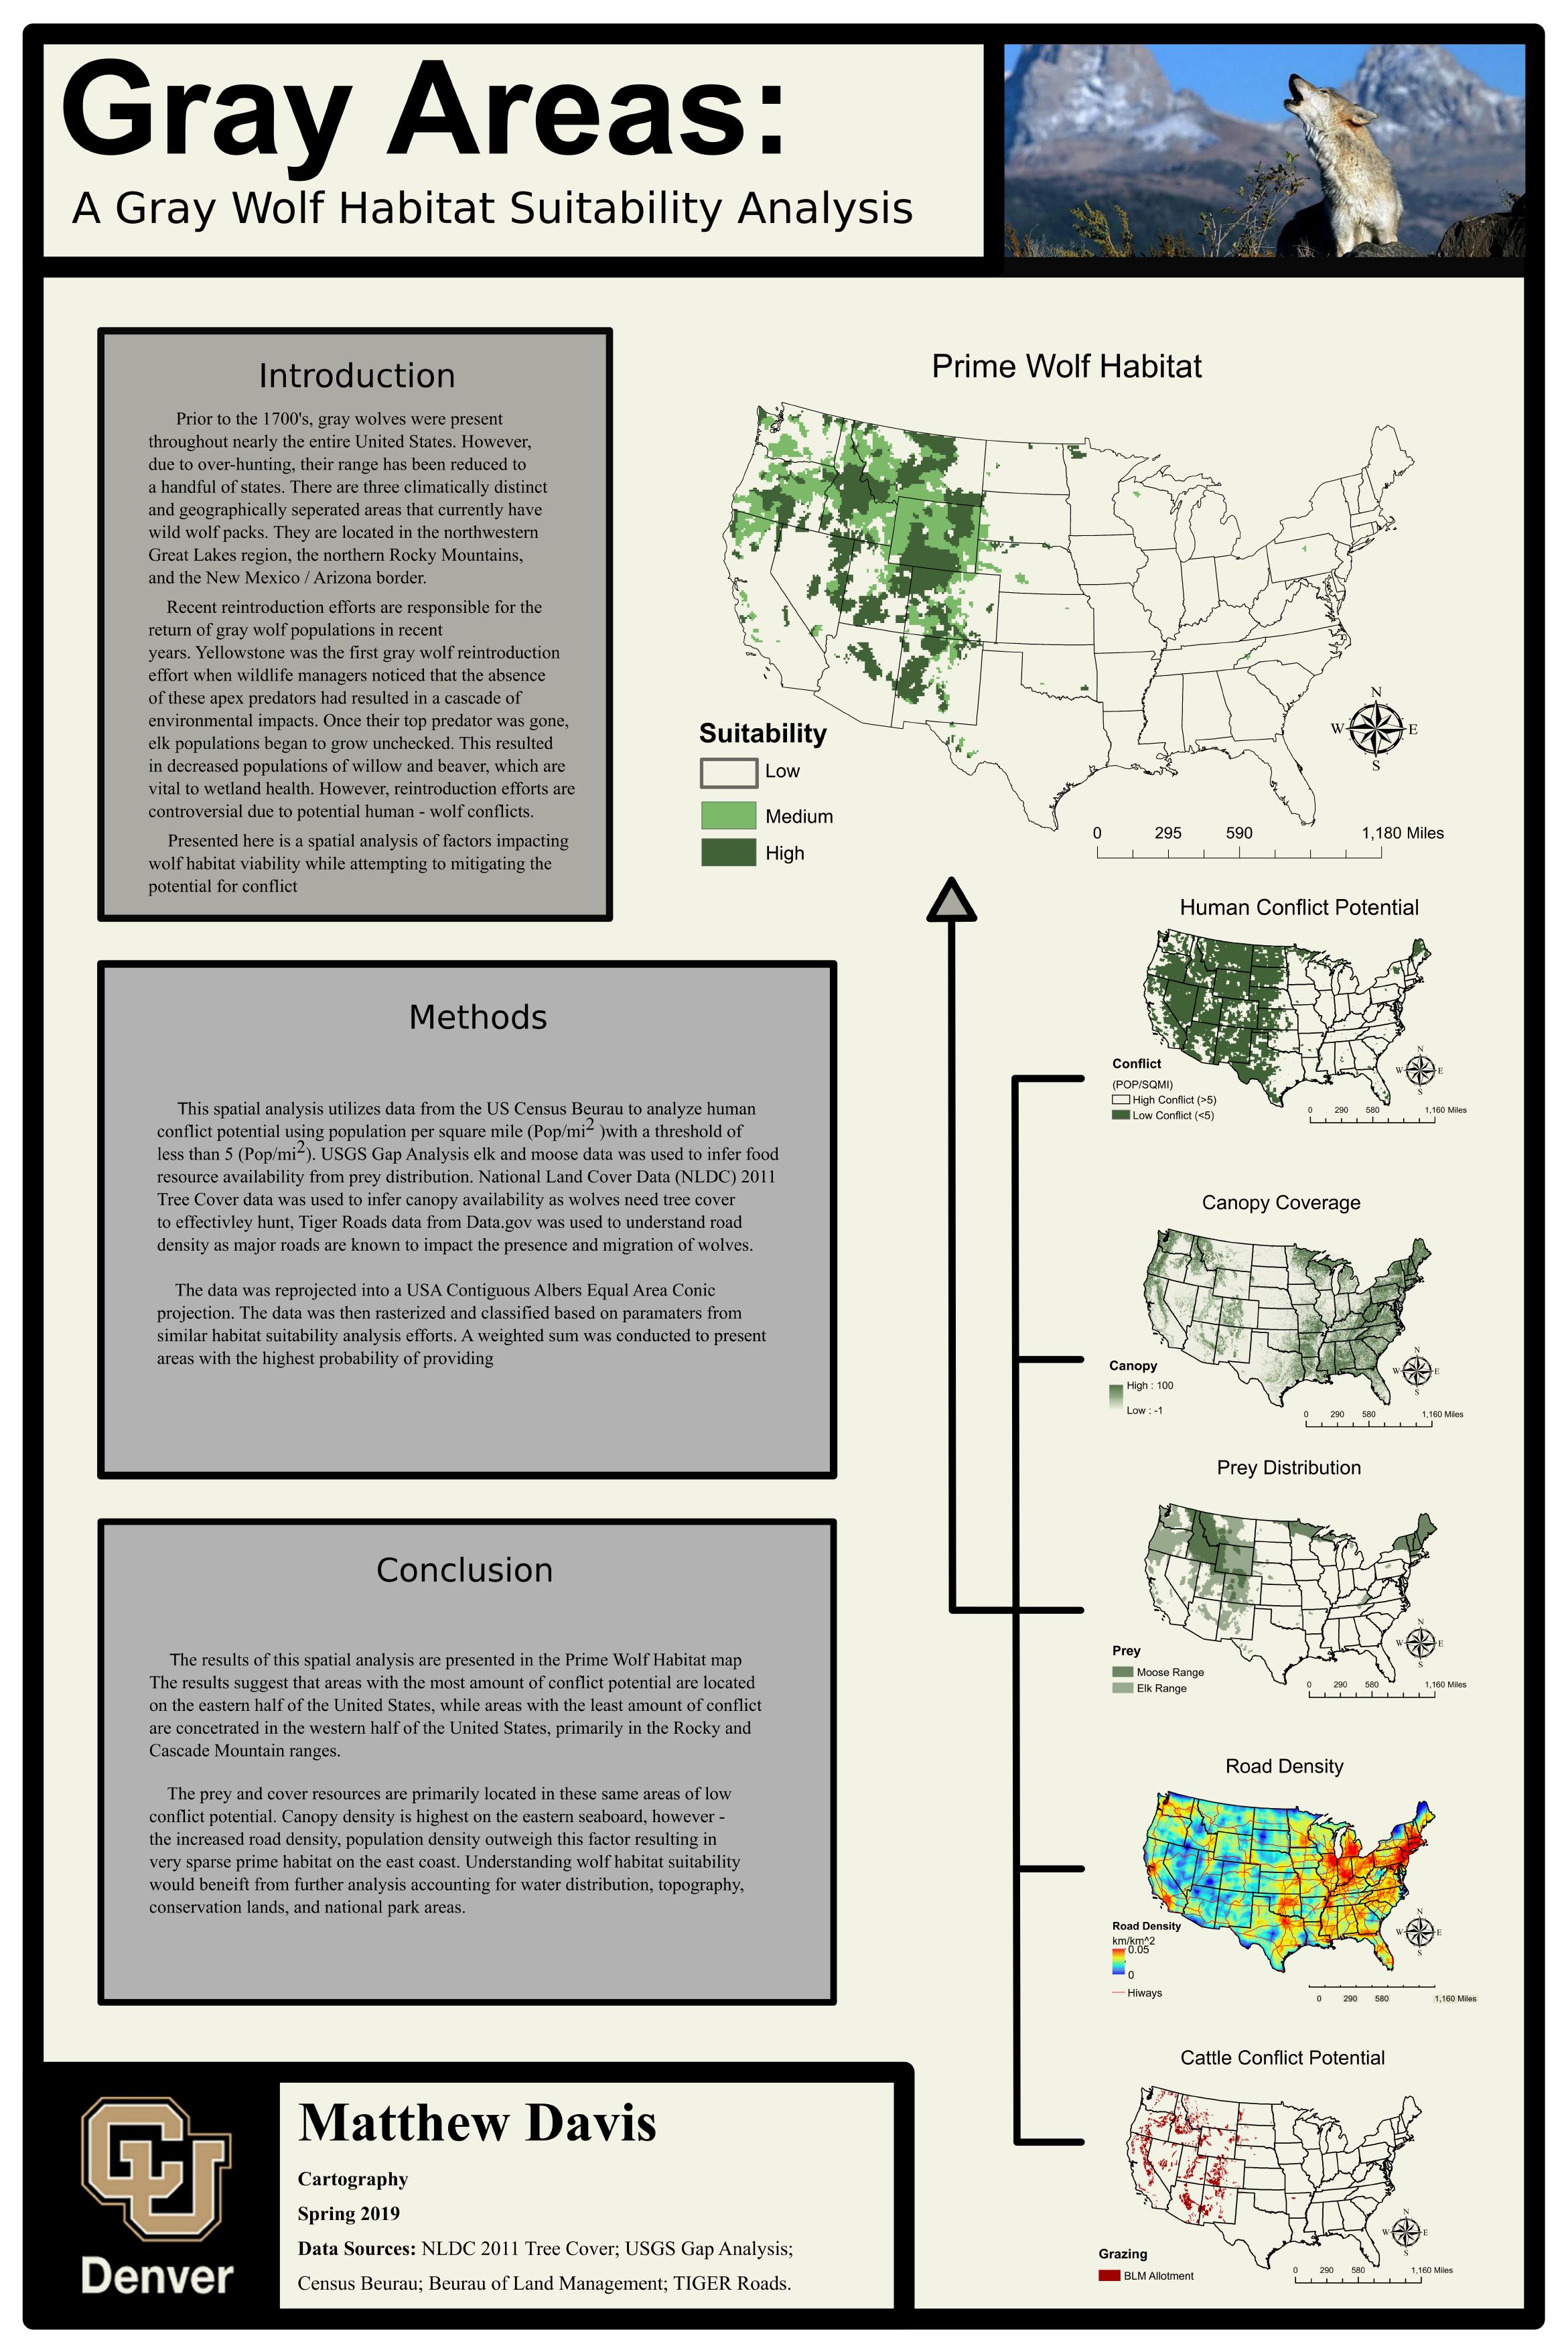 Gray Areas:
A Gray Wolf Habitat Suitability Analysis
Introduction
Prior to the 1700's, gray wolves were present
throughout nearly the entire United States. However,
due to over-hunting, their range has been reduced to
a handful of states. There are three climatically distinct
and geographically seperated areas that currently have
wild wolf packs. They are located in the northwestern
Great Lakes region, the northern Rocky Mountains,
and the New Mexico / Arizona border.
Recent reintroduction efforts are responsible for the
return of gray wolf populations in recent
years. Yellowstone was the first gray wolf reintroduction
effort when wildlife managers noticed that the absence
of these apex predators had resulted in a cascade of
environmental impacts. Once their top predator was gone,
elk populations began to grow unchecked. This resulted
in decreased populations of willow and beaver, which are
vital to wetland health. However, reintroduction efforts are
controversial due to potential human - wolf conflicts.
Presented here is a spatial analysis of factors impacting
wolf habitat viability while attempting to mitigating the
potential for conflict
Prime Wolf Habitat
Suitability
Low
Medium
High
N
W E
S
0 295 590 1,180 Miles
Methods
This spatial analysis utilizes data from the US Census Beurau to analyze human
conflict potential using population per square mile (Pop/mi2 )with a threshold of
less than 5 (Pop/mi2). USGS Gap Analysis elk and moose data was used to infer food
resource availability from prey distribution. National Land Cover Data (NLDC) 2011
Tree Cover data was used to infer canopy availability as wolves need tree cover
to effectivley hunt, Tiger Roads data from Data.gov was used to understand road
density as major roads are known to impact the presence and migration of wolves.
The data was reprojected into a USA Contiguous Albers Equal Area Conic
projection. The data was then rasterized and classified based on paramaters from
similar habitat suitability analysis efforts. A weighted sum was conducted to present
areas with the highest probability of providing
Conclusion
The results of this spatial analysis are presented in the Prime Wolf Habitat map
The results suggest that areas with the most amount of conflict potential are located
on the eastern half of the United States, while areas with the least amount of conflict
are concetrated in the western half of the United States, primarily in the Rocky and
Cascade Mountain ranges.
The prey and cover resources are primarily located in these same areas of low
conflict potential. Canopy density is highest on the eastern seaboard, however -
the increased road density, population density outweigh this factor resulting in
very sparse prime habitat on the east coast. Understanding wolf habitat suitability
would beneift from further analysis accounting for water distribution, topography,
conservation lands, and national park areas.
Human Conflict Potential
Conflict
(POP/SQMI)
High Conflict (>5)
Low Conflict (<5)
N
W E
S
0 290 580 1,160 Miles
Canopy Coverage
Canopy
High : 100
Low : -1
N
W E
S
0 290 580 1,160 Miles
Prey Distribution
Prey
Moose Range
Elk Range
N
W E
S
0 290 580 1,160 Miles
Road Density
Road Density
km/km^2
0.05
0
Hiways
N
W E
S
0 290 580 1,160 Miles
Cattle Conflict Potential
Grazing
BLM Allotment
N
W E
S
0 290 580 1,160 Miles
CU
Denver
Matthew Davis
Cartography
Spring 2019
Data Sources: NLDC 2011 Tree Cover; USGS Gap Analysis;
Census Beurau; Beurau of Land Management; TIGER Roads.